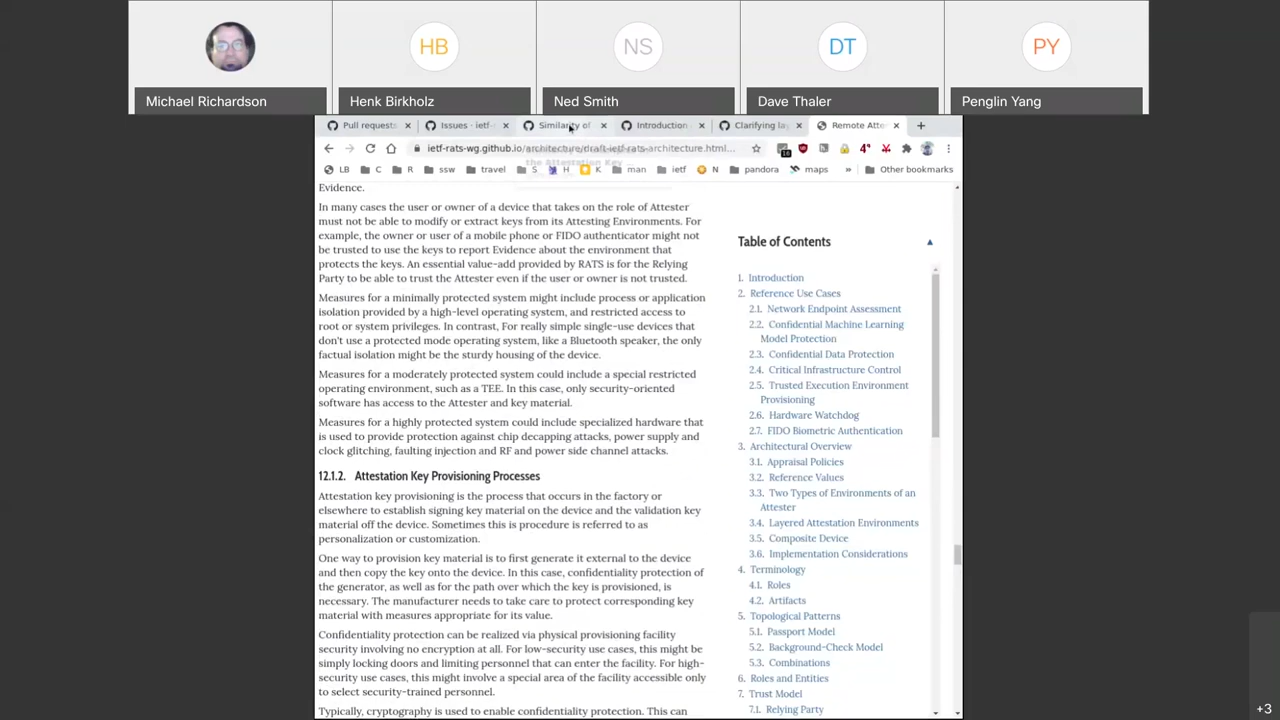 HB
NS
DT
PY
Michael Richardson
Henk Birkholz
Ned Smith
Dave Thaler
Penglin Yang
Pull requests
Issues · ietf-
Similarity of
Introduction
Clarifying la
Remote Atte
ietf-rats-wg.github.io/architecture/draft-ietf-rats-architecture.html...
LB
C
R
ssw
travel
S
H
K
man
ietf
N
pandora
maps
»
Other bookmarks
the Attestation Key
Evidence.
In many cases the user or owner of a device that takes on the role of Attester
must not be able to modify or extract keys from its Attesting Environments. For
example, the owner or user of a mobile phone or FIDO authenticator might not
be trusted to use the keys to report Evidence about the environment that
protects the keys. An essential value-add provided by RATS is for the Relying
Party to be able to trust the Attester even if the user or owner is not trusted.
Measures for a minimally protected system might include process or application
isolation provided by a high-level operating system, and restricted access to
root or system privileges. In contrast, For really simple single-use devices that
don't use a protected mode operating system, like a Bluetooth speaker, the only
factual isolation might be the sturdy housing of the device.
Measures for a moderately protected system could include a special restricted
operating environment, such as a TEE. In this case, only security-oriented
software has access to the Attester and key material.
Measures for a highly protected system could include specialized hardware that
is used to provide protection against chip decapping attacks, power supply and
clock glitching, faulting injection and RF and power side channel attacks.
12.1.2. Attestation Key Provisioning Processes
Attestation key provisioning is the process that occurs in the factory or
elsewhere to establish signing key material on the device and the validation key
material off the device. Sometimes this is procedure is referred to as
personalization or customization.
One way to provision key material is to first generate it external to the device
and then copy the key onto the device. In this case, confidentiality protection of
the generator, as well as for the path over which the key is provisioned, is
necessary. The manufacturer needs to take care to protect corresponding key
material with measures appropriate for its value.
Confidentiality protection can be realized via physical provisioning facility
security involving no encryption at all. For low-security use cases, this might be
simply locking doors and limiting personnel that can enter the facility. For high-
security use cases, this might involve a special area of the facility accessible only
to select security-trained personnel.
Typically, cryptography is used to enable confidentiality protection. This can
Table of Contents
1. Introduction
2. Reference Use Cases
2.1. Network Endpoint Assessment
2.2. Confidential Machine Learning
Model Protection
2.3. Confidential Data Protection
2.4. Critical Infrastructure Control
2.5. Trusted Execution Environment
Provisioning
2.6. Hardware Watchdog
2.7. FIDO Biometric Authentication
3. Architectural Overview
3.1. Appraisal Policies
3.2. Reference Values
3.3. Two Types of Environments of an
Attester
3.4. Layered Attestation Environments
3.5. Composite Device
3.6. Implementation Considerations
4. Terminology
4.1. Roles
4.2. Artifacts
5. Topological Patterns
5.1. Passport Model
5.2. Background-Check Model
5.3. Combinations
6. Roles and Entities
7. Trust Model
7.1. Relying Party
+3